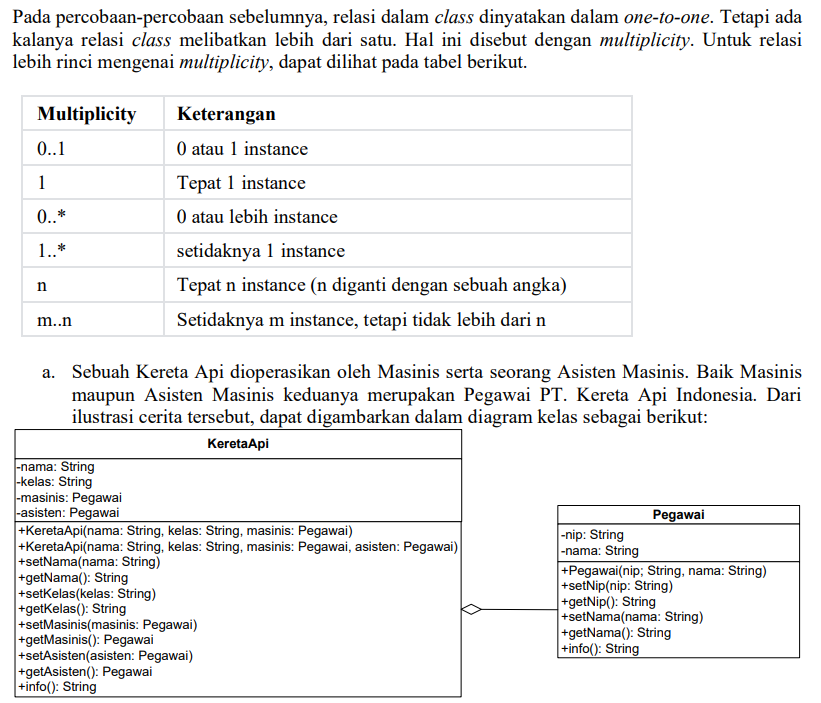 Pada percobaan-percobaan sebelumnya, relasi dalam class dinyatakan dalam one-to-one. Tetapi ada
kalanya relasi class melibatkan lebih dari satu. Hal ini disebut dengan multiplicity. Untuk relasi
lebih rinci mengenai multiplicity, dapat dilihat pada tabel berikut.
Multiplicity Keterangan
0..1 0 atau 1 instance
1 Tepat 1 instance
0..* 0 atau lebih instance
1..* setidaknya 1 instance
n Tepat n instance (n diganti dengan sebuah angka)
m..n Setidaknya m instance, tetapi tidak lebih dari n
a. Sebuah Kereta Api dioperasikan oleh Masinis serta seorang Asisten Masinis. Baik Masinis
maupun Asisten Masinis keduanya merupakan Pegawai PT. Kereta Api Indonesia. Dari
ilustrasi cerita tersebut, dapat digambarkan dalam diagram kelas sebagai berikut:
KeretaApi
-nama: String
-kelas: String
-masinis: Pegawai
-asisten: Pegawai
+KeretaApi(nama: String, kelas: String, masinis: Pegawai)
+KeretaApi(nama: String, kelas: String, masinis: Pegawai, asisten: Pegawai)
+setNama(nama: String)
+getNama(): String
+setKelas(kelas: String)
+getKelas(): String
+setMasinis(masinis: Pegawai)
+getMasinis(): Pegawai
+setAsisten(asisten: Pegawai)
+getAsisten(): Pegawai
+info(): String
Pegawai
-nip: String
-nama: String
+Pegawai(nip; String, nama: String)
+setNip(nip: String)
+getNip(): String
+setNama(nama: String)
+getNama(): String
+info(): String